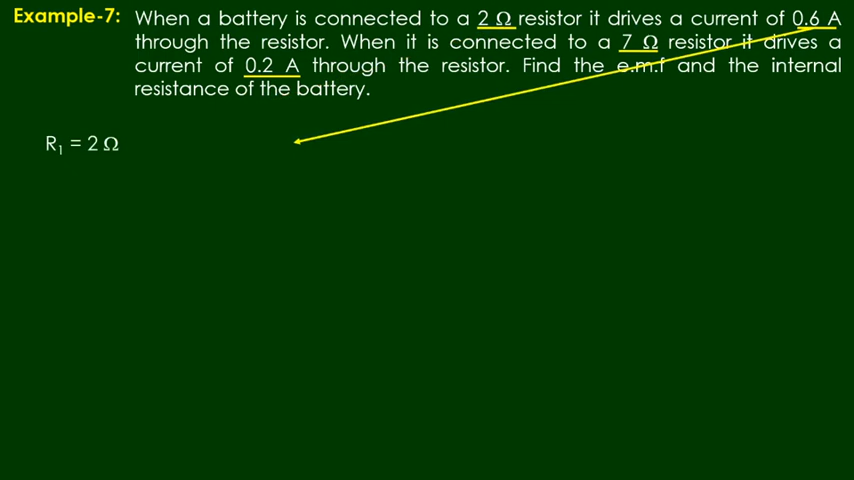 Example-7: When a battery is connected to a 2 Ω resistor it drives a current of 0.6 A
through the resistor. When it is connected to a 7 Ω resistor it drives a
current of 0.2 A through the resistor. Find the e.m.f and the internal
resistance of the battery.
R₁ = 2 Ω